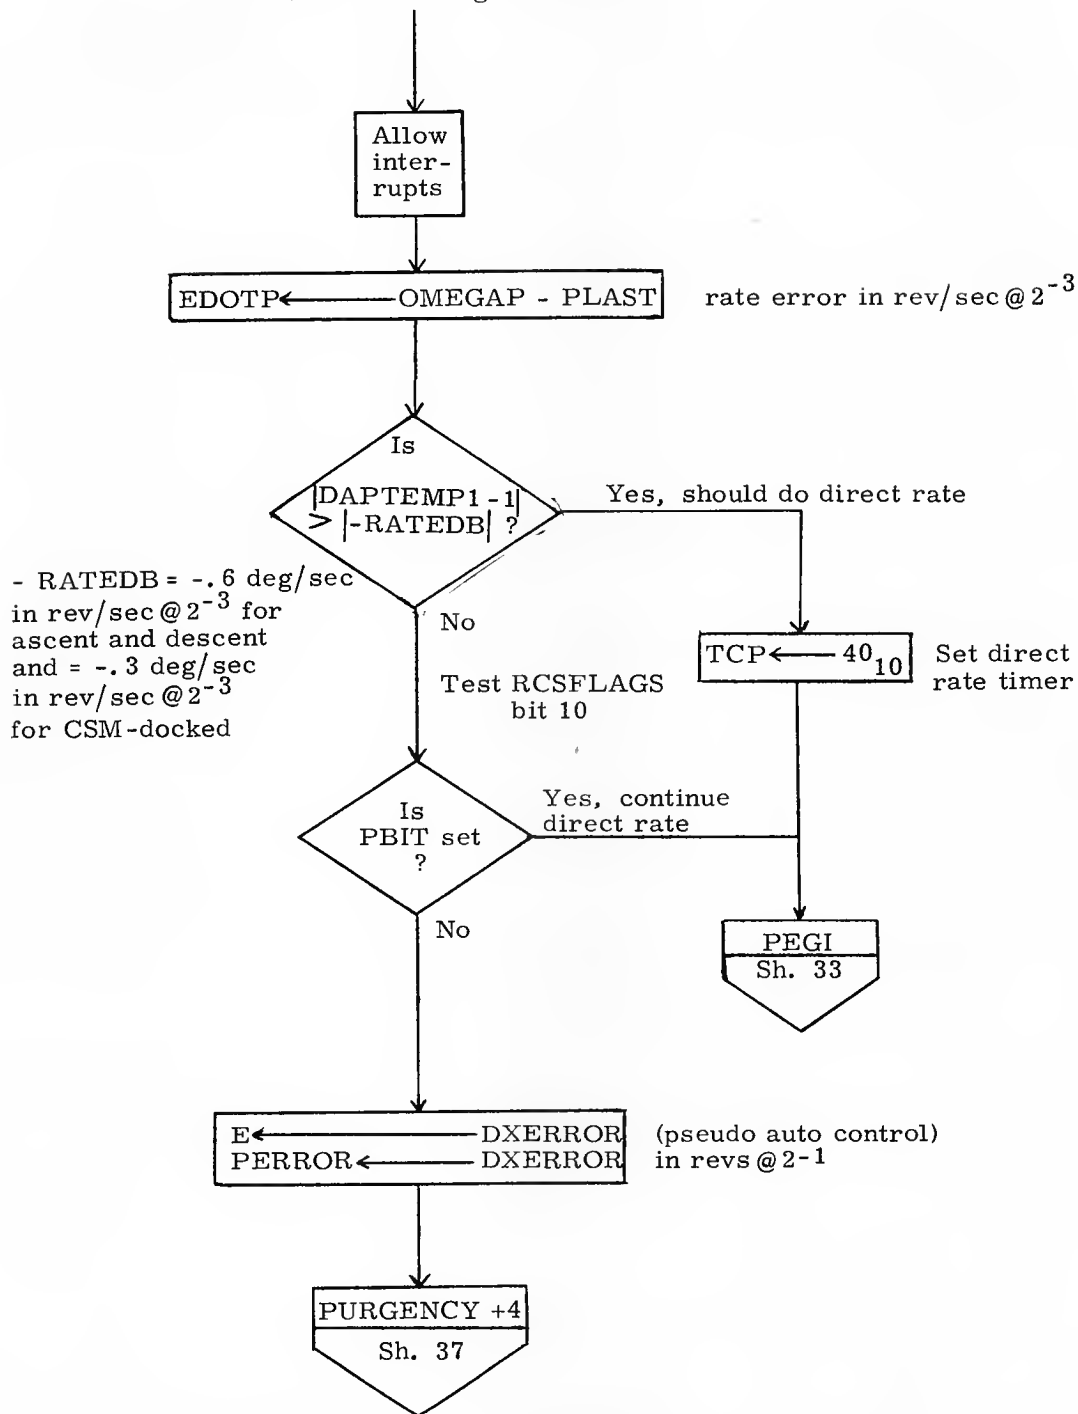 Allow
inter-
rupts
EDOTP ← OMEGAP - PLAST
rate error in rev/sec @ 2⁻³
Is
|DAPTEMP1 -1|
> |-RATEDB| ?
Yes, should do direct rate
- RATEDB = -.6 deg/sec
in rev/sec @ 2⁻³ for
ascent and descent
and = -.3 deg/sec
in rev/sec @ 2⁻³
for CSM-docked
No
TCP ← 40₁₀
Set direct
rate timer
Test RCSFLAGS
bit 10
Is
PBIT set
?
Yes, continue
direct rate
No
PEGI
Sh. 33
E ← DXERROR
PERROR ← DXERROR
(pseudo auto control)
in revs @ 2-1
PURGENCY +4
Sh. 37